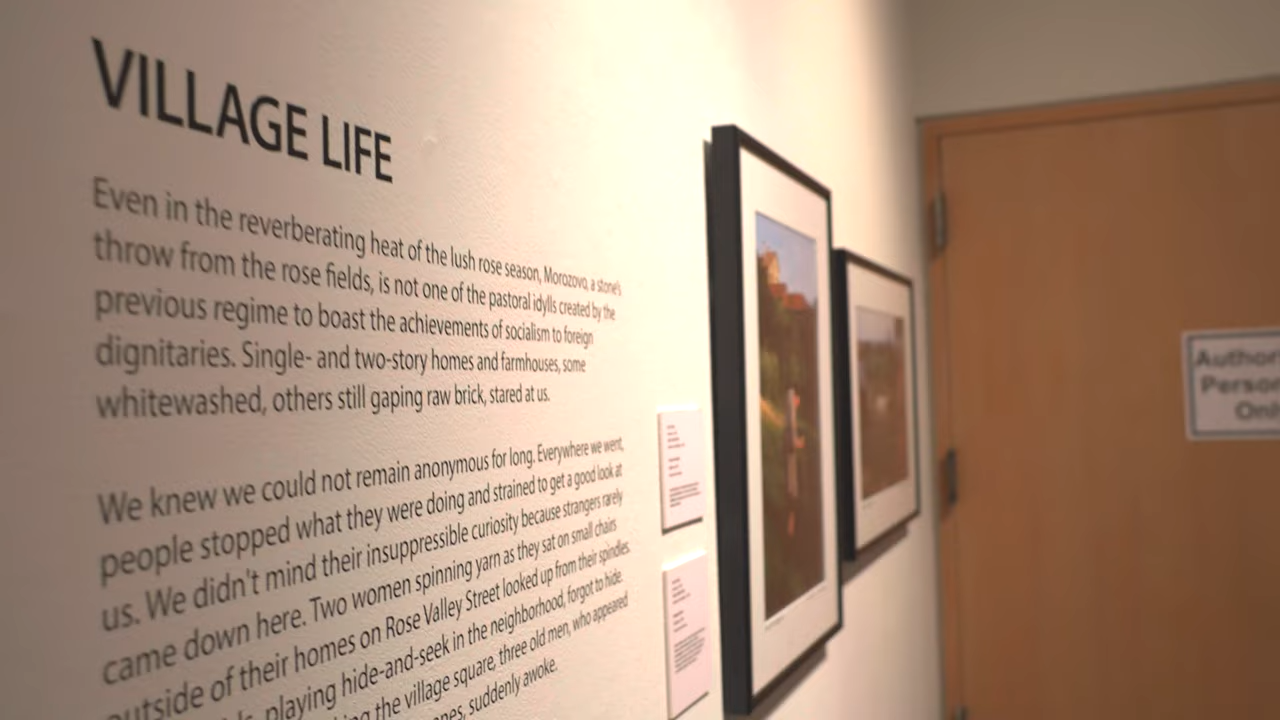 VILLAGE LIFE
Even in the reverberating heat of the lush rose season, Morozovo, a stone's
throw from the rose fields, is not one of the pastoral idylls created by the
previous regime to boast the achievements of socialism to foreign
dignitaries. Single- and two-story homes and farmhouses, some
whitewashed, others still gaping raw brick, stared at us.
We knew we could not remain anonymous for long. Everywhere we went,
people stopped what they were doing and strained to get a good look at
us. We didn't mind their insuppressible curiosity because strangers rarely
came down here. Two women spinning yarn as they sat on small chairs
outside of their homes on Rose Valley Street looked up from their spindles.
playing hide-and-seek in the neighborhood, forgot to hide.
the village square, three old men, who appeared
suddenly awoke.
Author
Person
Onl